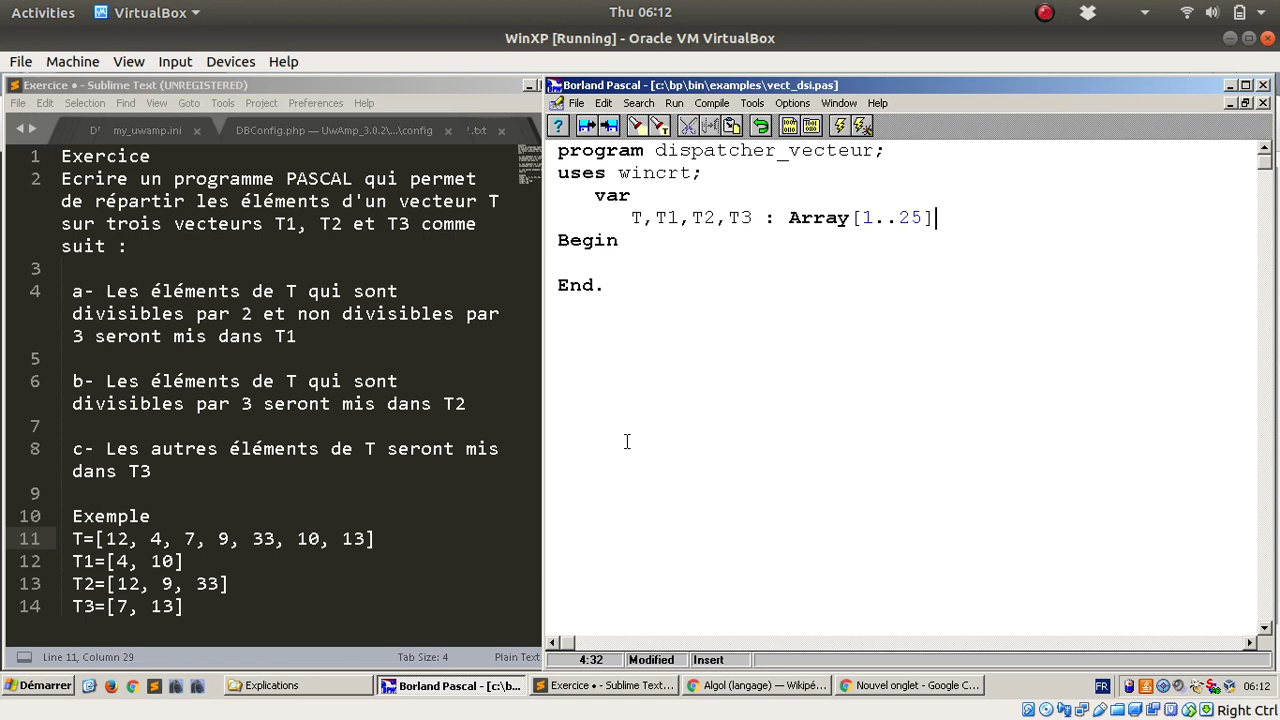 Activities VirtualBox Thu 06:12
WinXP [Running] - Oracle VM VirtualBox
File Machine View Input Devices Help
Exercice • - Sublime Text (UNREGISTERED)
File Edit Selection Find View Goto Tools Project Preferences Help
my_uwamp.ini × DBConfig.php — UwAmp_3.0.2\...\config × !.txt ×
1 Exercice
2 Ecrire un programme PASCAL qui permet
de répartir les éléments d'un vecteur T
sur trois vecteurs T1, T2 et T3 comme
suit :
3
4 a- Les éléments de T qui sont
divisibles par 2 et non divisibles par
3 seront mis dans T1
5
6 b- Les éléments de T qui sont
divisibles par 3 seront mis dans T2
7
8 c- Les autres éléments de T seront mis
dans T3
9
10 Exemple
11 T=[12, 4, 7, 9, 33, 10, 13]
12 T1=[4, 10]
13 T2=[12, 9, 33]
14 T3=[7, 13]
Line 11, Column 29 Tab Size: 4 Plain Text
Borland Pascal - [c:\bp\bin\examples\vect_dsi.pas]
File Edit Search Run Compile Tools Options Window Help
program dispatcher_vecteur;
uses wincrt;
var
T,T1,T2,T3 : Array[1..25]
Begin
End.
4:32 Modified Insert
Démarrer Explications Borland Pascal - [c:\b... Exercice • - Sublime Text... Algol (langage) — Wikipé... Nouvel onglet - Google C... FR 06:12
Right Ctrl